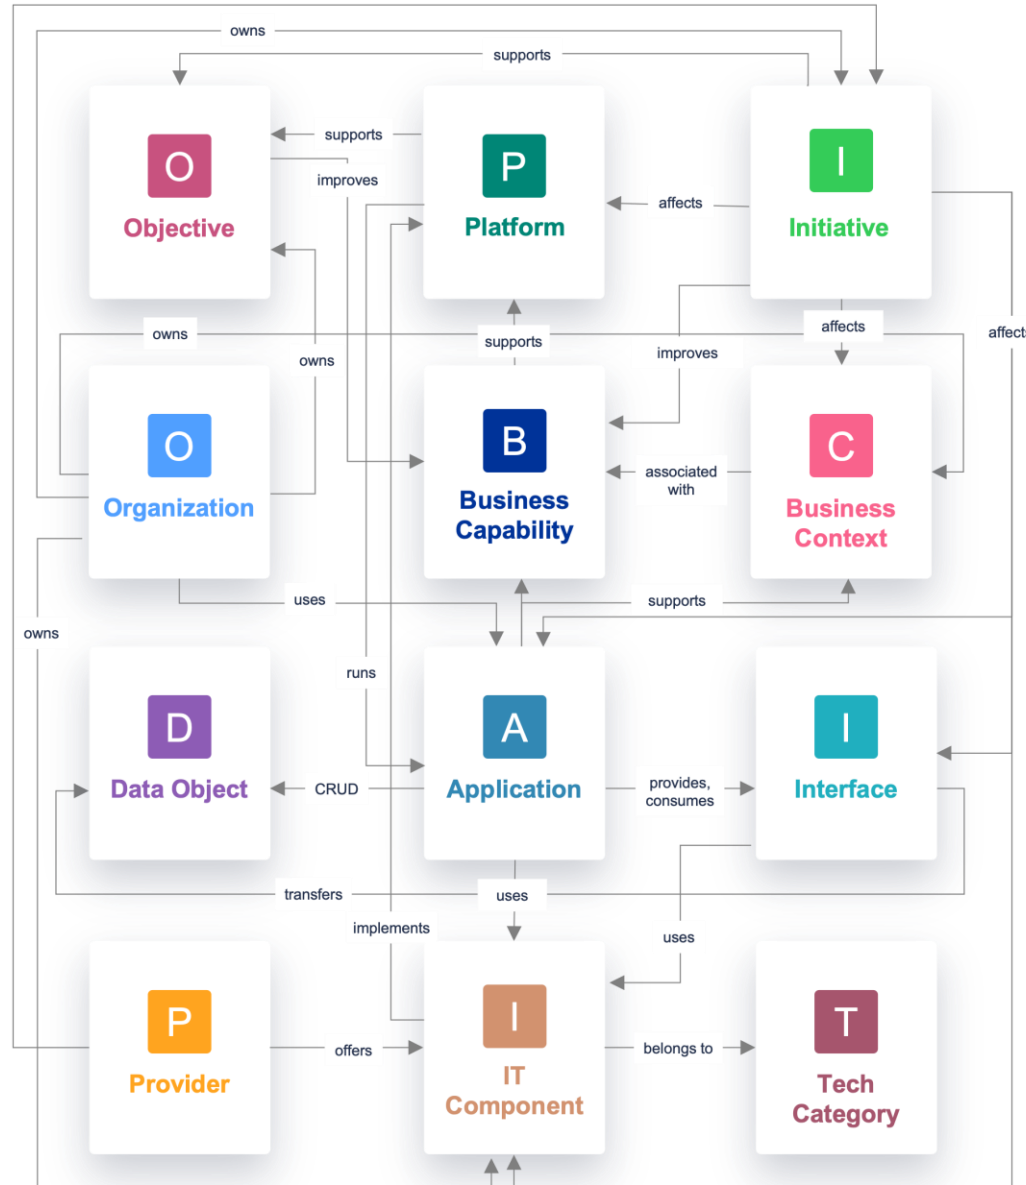 owns
supports
O
Objective
supports
improves
P
Platform
affects
I
Initiative
owns
owns
supports
improves
affects
affects
O
Organization
B
Business
Capability
associated
with
C
Business
Context
uses
supports
owns
runs
D
Data Object
CRUD
A
Application
provides,
consumes
I
Interface
transfers
uses
implements
uses
P
Provider
offers
I
IT
Component
belongs to
T
Tech
Category